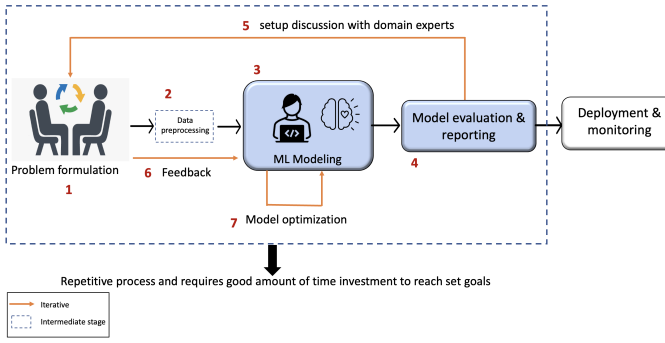 5 setup discussion with domain experts
3
2
Data
preprocessing
</>
ML Modeling
Model evaluation &
reporting
Deployment &
monitoring
Problem formulation
1
6 Feedback
4
7 Model optimization
Repetitive process and requires good amount of time investment to reach set goals
Iterative
Intermediate stage